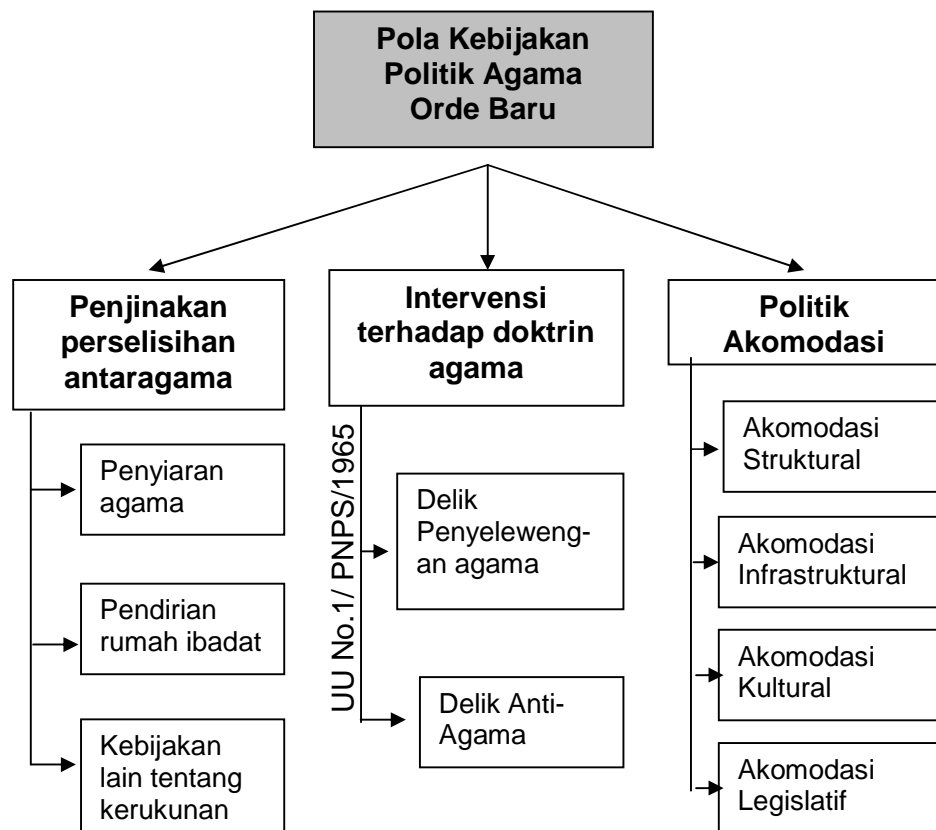 Pola Kebijakan
Politik Agama
Orde Baru
Penjinakan
perselisihan
antaragama
Penyiaran
agama
Pendirian
rumah ibadat
Kebijakan
lain tentang
kerukunan
Intervensi
terhadap doktrin
agama
UU No.1/ PNPS/1965
Delik
Penyeleweng-
an agama
Delik Anti-
Agama
Politik
Akomodasi
Akomodasi
Struktural
Akomodasi
Infrastruktural
Akomodasi
Kultural
Akomodasi
Legislatif